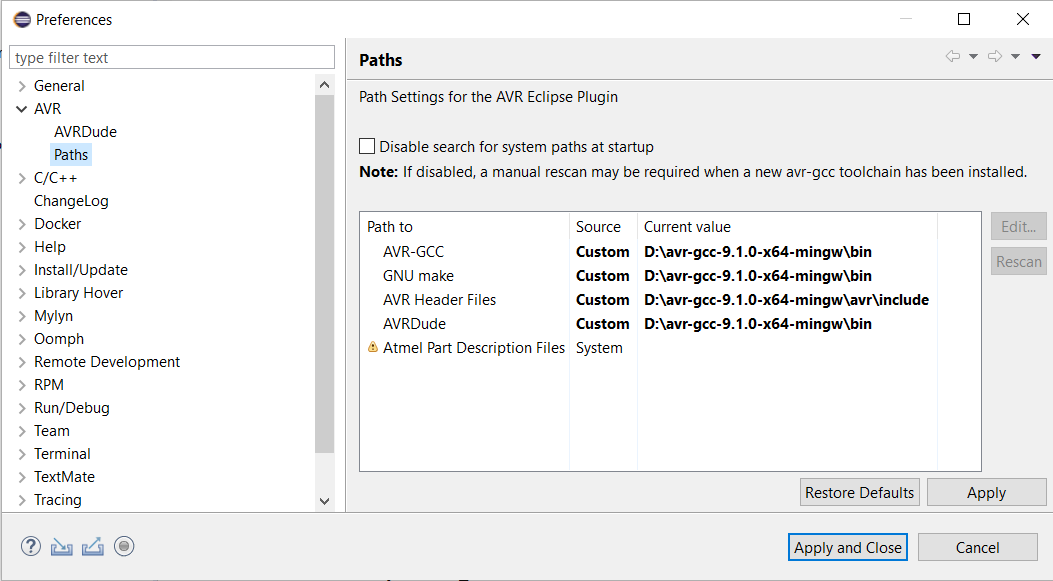 Preferences
type filter text
General
AVR
AVRDude
Paths
C/C++
ChangeLog
Docker
Help
Install/Update
Library Hover
Mylyn
Oomph
Remote Development
RPM
Run/Debug
Team
Terminal
TextMate
Tracing
Paths
Path Settings for the AVR Eclipse Plugin
Disable search for system paths at startup
Note: If disabled, a manual rescan may be required when a new avr-gcc toolchain has been installed.
Path to Source Current value
AVR-GCC Custom D:\avr-gcc-9.1.0-x64-mingw\bin
GNU make Custom D:\avr-gcc-9.1.0-x64-mingw\bin
AVR Header Files Custom D:\avr-gcc-9.1.0-x64-mingw\avr\include
AVRDude Custom D:\avr-gcc-9.1.0-x64-mingw\bin
Atmel Part Description Files System
Edit...
Rescan
Restore Defaults Apply
Apply and Close Cancel